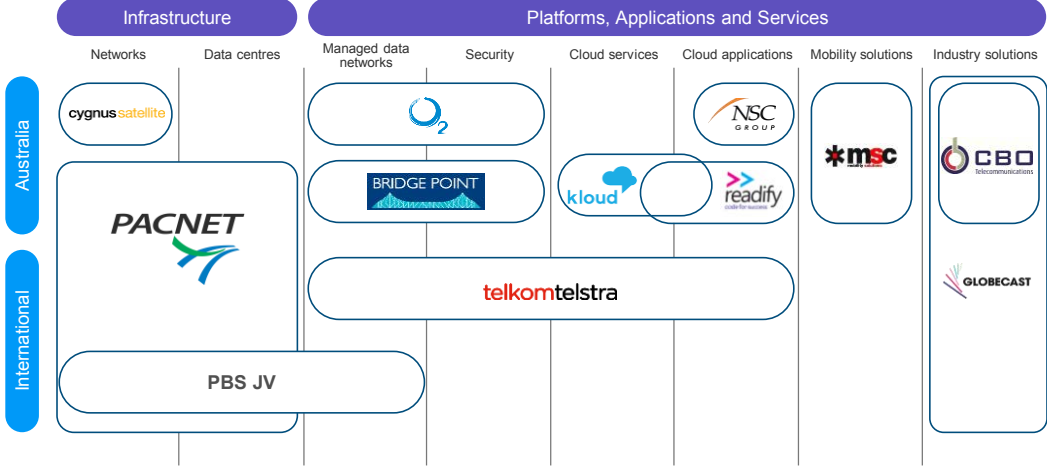 Infrastructure
Platforms, Applications and Services
Networks
Data centres
Managed data
networks
Security
Cloud services
Cloud applications
Mobility solutions
Industry solutions
Australia
cygnus satellite
O2
NSC
GROUP
msc
mobility solutions
CBO
Telecommunications
PACNET
BRIDGE POINT
kloud
readify
code for success
International
telkomtelstra
GLOBECAST
PBS JV